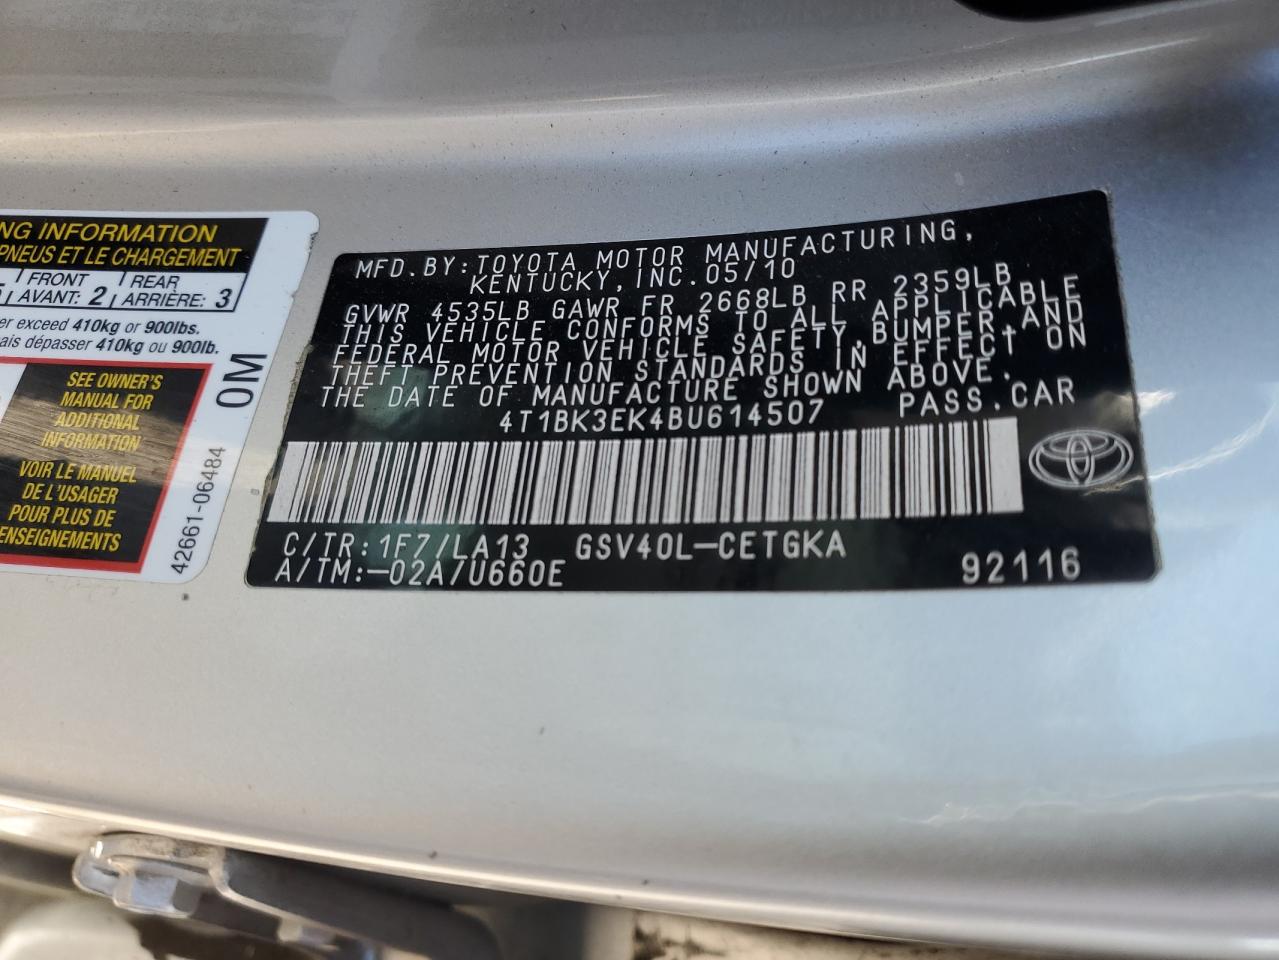 NG INFORMATION
PNEUS ET LE CHARGEMENT
FRONT
AVANT: 2
REAR
ARRIÈRE: 3
er exceed 410kg or 900lbs.
ais dépasser 410kg ou 900lb.
SEE OWNER'S
MANUAL FOR
ADDITIONAL
INFORMATION
VOIR LE MANUEL
DE L'USAGER
POUR PLUS DE
ENSEIGNEMENTS
42661-06484
0M
MFD. BY: TOYOTA MOTOR MANUFACTURING,
KENTUCKY, INC. 05/10
GVWR 4535LB GAWR FR 2668LB RR 2359LB
THIS VEHICLE CONFORMS TO ALL APPLICABLE
FEDERAL MOTOR VEHICLE SAFETY, BUMPER, AND
THEFT PREVENTION STANDARDS IN EFFECT ON
THE DATE OF MANUFACTURE SHOWN ABOVE.
4T1BK3EK4BU614507 PASS. CAR
C/TR: 1F7/LA13 GSV40L-CETGKA
A/TM:-02A/U660E 92116